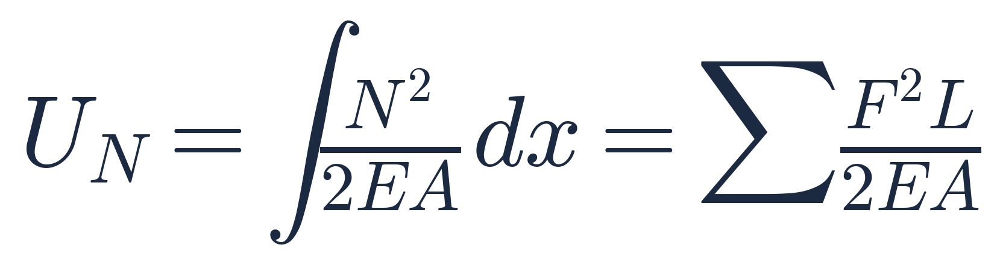 U_N = ∫ N²/2EA dx = ∑ F²L/2EA